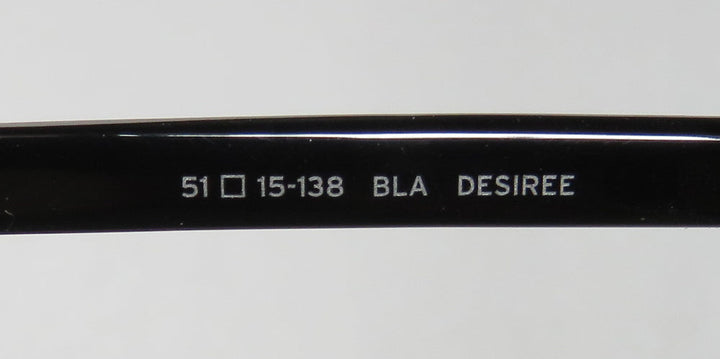 51 □ 15-138 BLA DESIREE